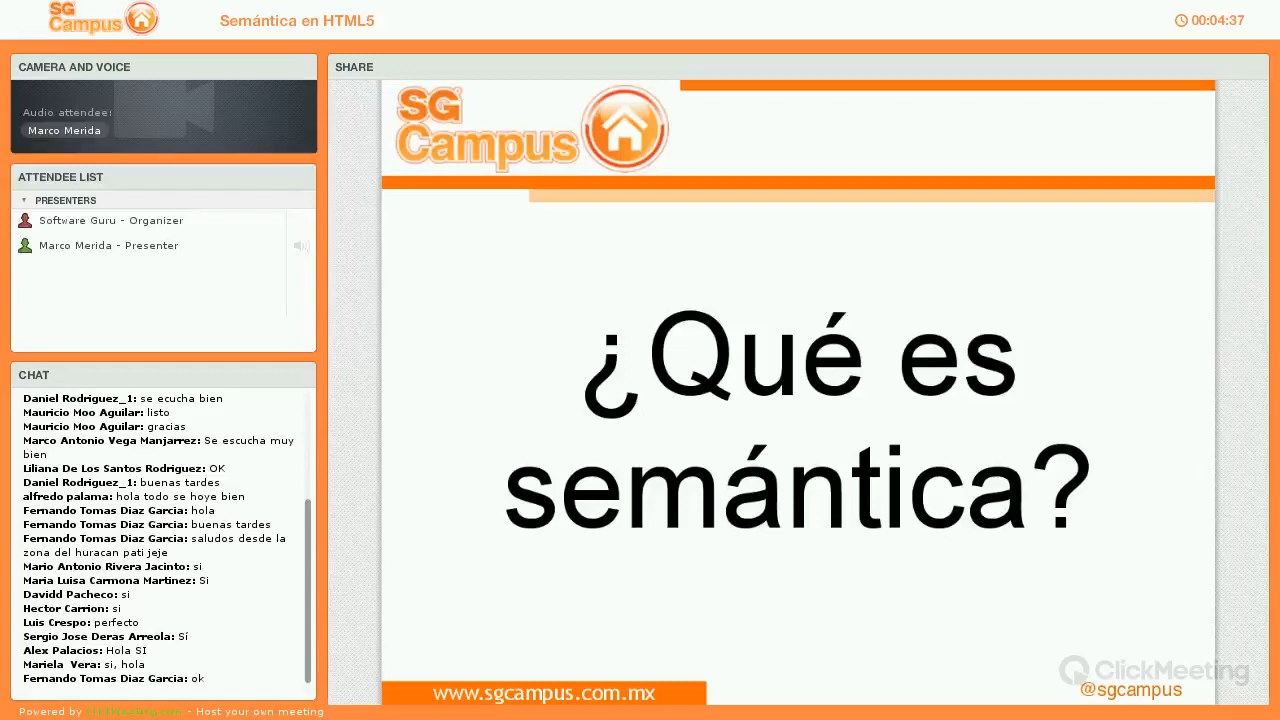 SG
Campus
Semántica en HTML5
00:04:37
CAMERA AND VOICE
Audio attendees
Marco Merida
ATTENDEE LIST
PRESENTERS
Software Guru - Organizer
Marco Merida - Presenter
CHAT
Daniel Rodriguez_1: se ecucha bien
Mauricio Moo Aguilar: listo
Mauricio Moo Aguilar: gracias
Marco Antonio Vega Manjarrez: Se escucha muy
bien
Liliana De Los Santos Rodriguez: OK
Daniel Rodriguez_1: buenas tardes
alfredo palama: hola todo se hoye bien
Fernando Tomas Diaz Garcia: hola
Fernando Tomas Diaz Garcia: buenas tardes
Fernando Tomas Diaz Garcia: saludos desde la
zona del huracan pati jeje
Mario Antonio Rivera Jacinto: si
Maria Luisa Carmona Martinez: Si
Davidd Pacheco: si
Hector Carrion: si
Luis Crespo: perfecto
Sergio Jose Deras Arreola: Sí
Alex Palacios: Hola SI
Mariela Vera: si, hola
Fernando Tomas Diaz Garcia: ok
Powered by ClickMeeting.com - Host your own meeting
SHARE
SG
Campus
¿Qué es
semántica?
ClickMeeting
www.sgcampus.com.mx
@sgcampus